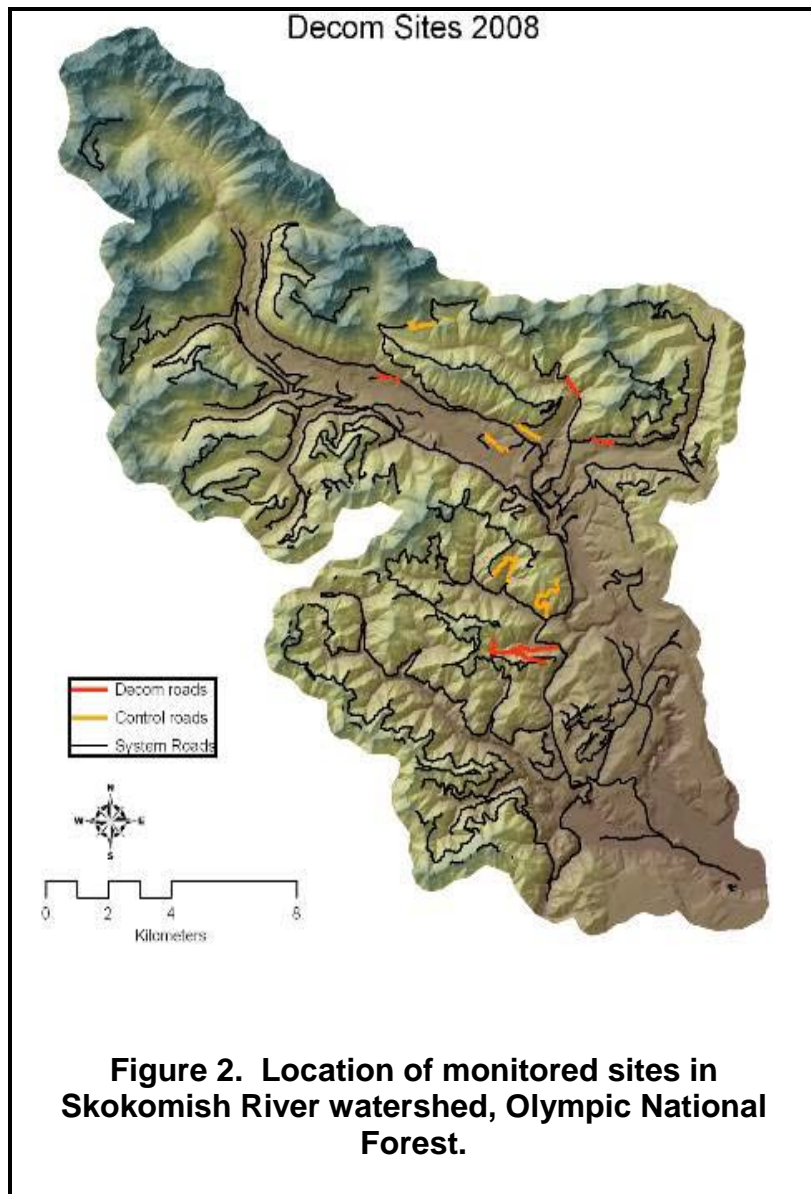 Decom Sites 2008
Decom roads
Control roads
System Roads
N
W E
S
0 2 4 8
Kilometers
Figure 2. Location of monitored sites in
Skokomish River watershed, Olympic National
Forest.